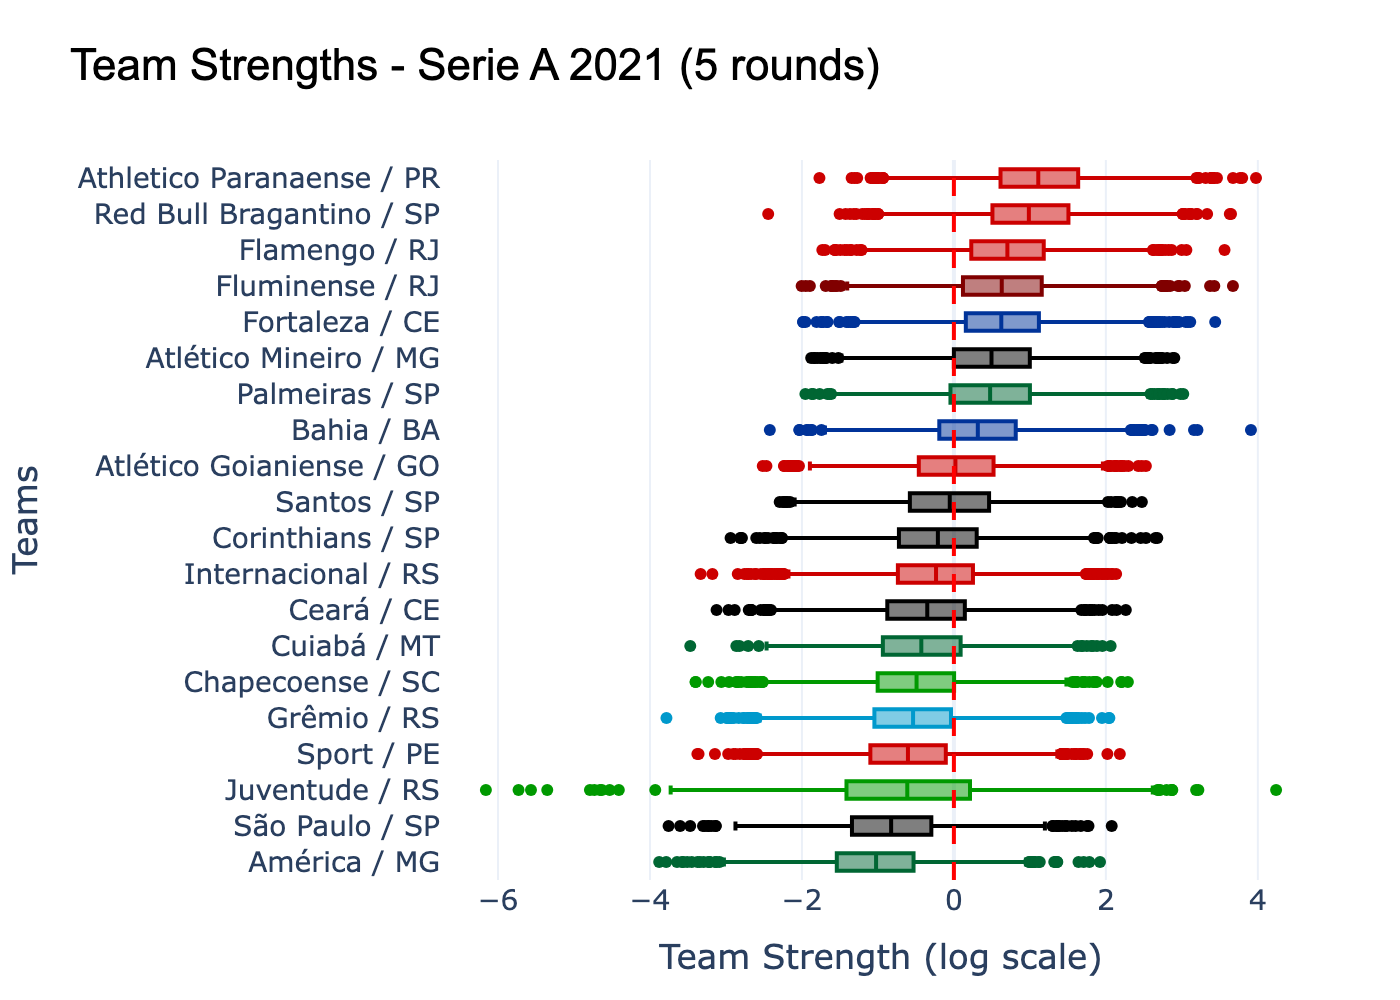 Team Strengths - Serie A 2021 (5 rounds)
Teams
Athletico Paranaense / PR
Red Bull Bragantino / SP
Flamengo / RJ
Fluminense / RJ
Fortaleza / CE
Atlético Mineiro / MG
Palmeiras / SP
Bahia / BA
Atlético Goianiense / GO
Santos / SP
Corinthians / SP
Internacional / RS
Ceará / CE
Cuiabá / MT
Chapecoense / SC
Grêmio / RS
Sport / PE
Juventude / RS
São Paulo / SP
América / MG
−6 −4 −2 0 2 4
Team Strength (log scale)